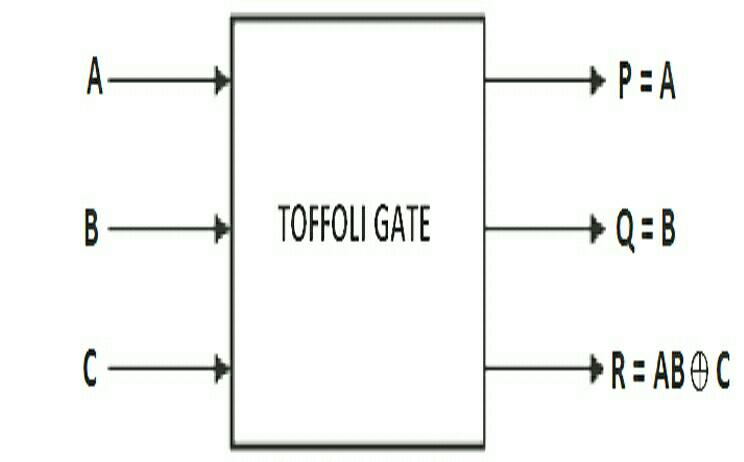 A
P = A
B
TOFFOLI GATE
Q = B
C
R = AB ⊕ C